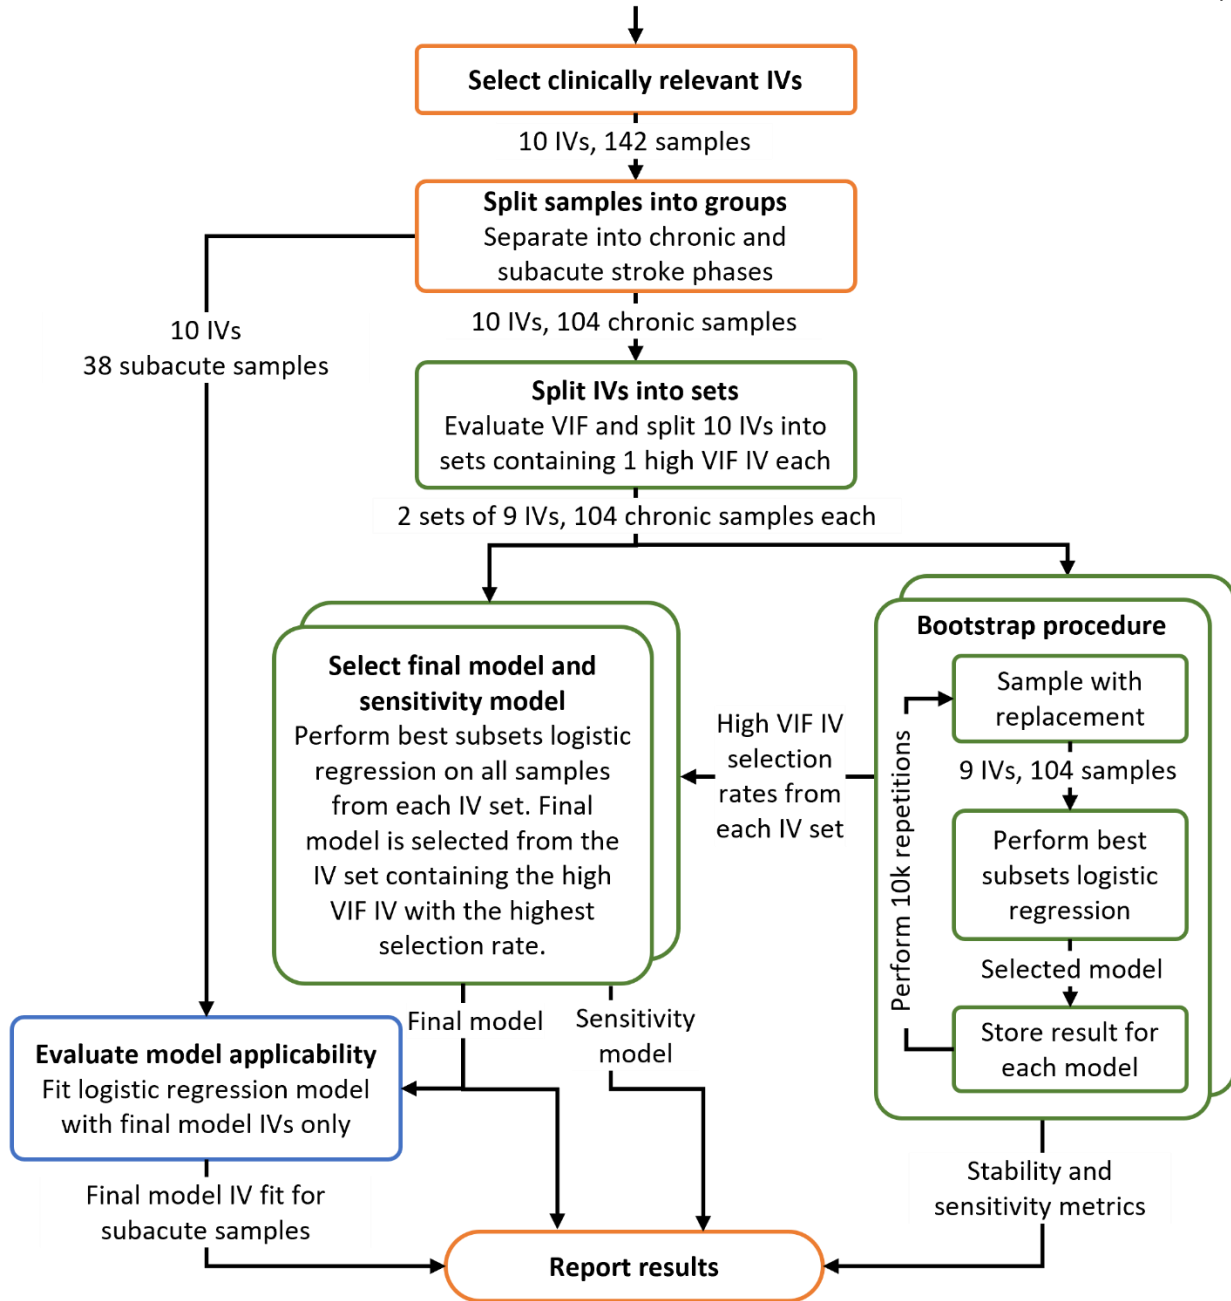 Select clinically relevant IVs
10 IVs, 142 samples
Split samples into groups
Separate into chronic and
subacute stroke phases
10 IVs
38 subacute samples
10 IVs, 104 chronic samples
Split IVs into sets
Evaluate VIF and split 10 IVs into
sets containing 1 high VIF IV each
2 sets of 9 IVs, 104 chronic samples each
Select final model and
sensitivity model
Perform best subsets logistic
regression on all samples
from each IV set. Final
model is selected from the
IV set containing the high
VIF IV with the highest
selection rate.
High VIF IV
selection
rates from
each IV set
Bootstrap procedure
Sample with
replacement
9 IVs, 104 samples
Perform best
subsets logistic
regression
Selected model
Store result for
each model
Perform 10k repetitions
Final model
Sensitivity
model
Evaluate model applicability
Fit logistic regression model
with final model IVs only
Final model IV fit for
subacute samples
Stability and
sensitivity metrics
Report results